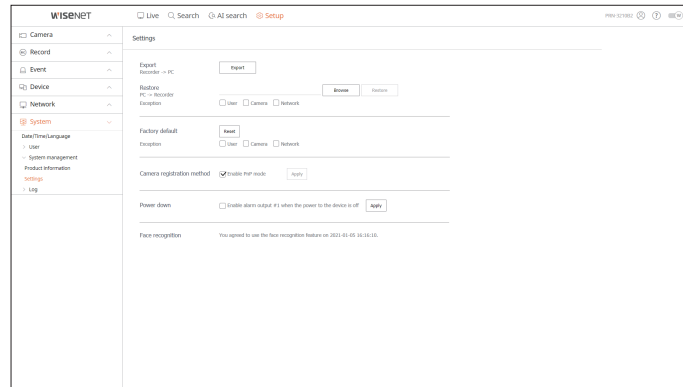 WISENET
Live Search AI search Setup
Camera
Record
Event
Device
Network
System
Date/Time/Language
User
System management
Product information
Settings
Log
Settings
Export
Recorder -> PC
Export
Restore
PC -> Recorder
Browse Restore
Exception User Camera Network
Factory default Reset
Exception User Camera Network
Camera registration method Enable PnP mode Apply
Power down Enable alarm output #1 when the power to the device is off Apply
Face recognition You agreed to use the face recognition feature on 2021-01-05 16:16:10.